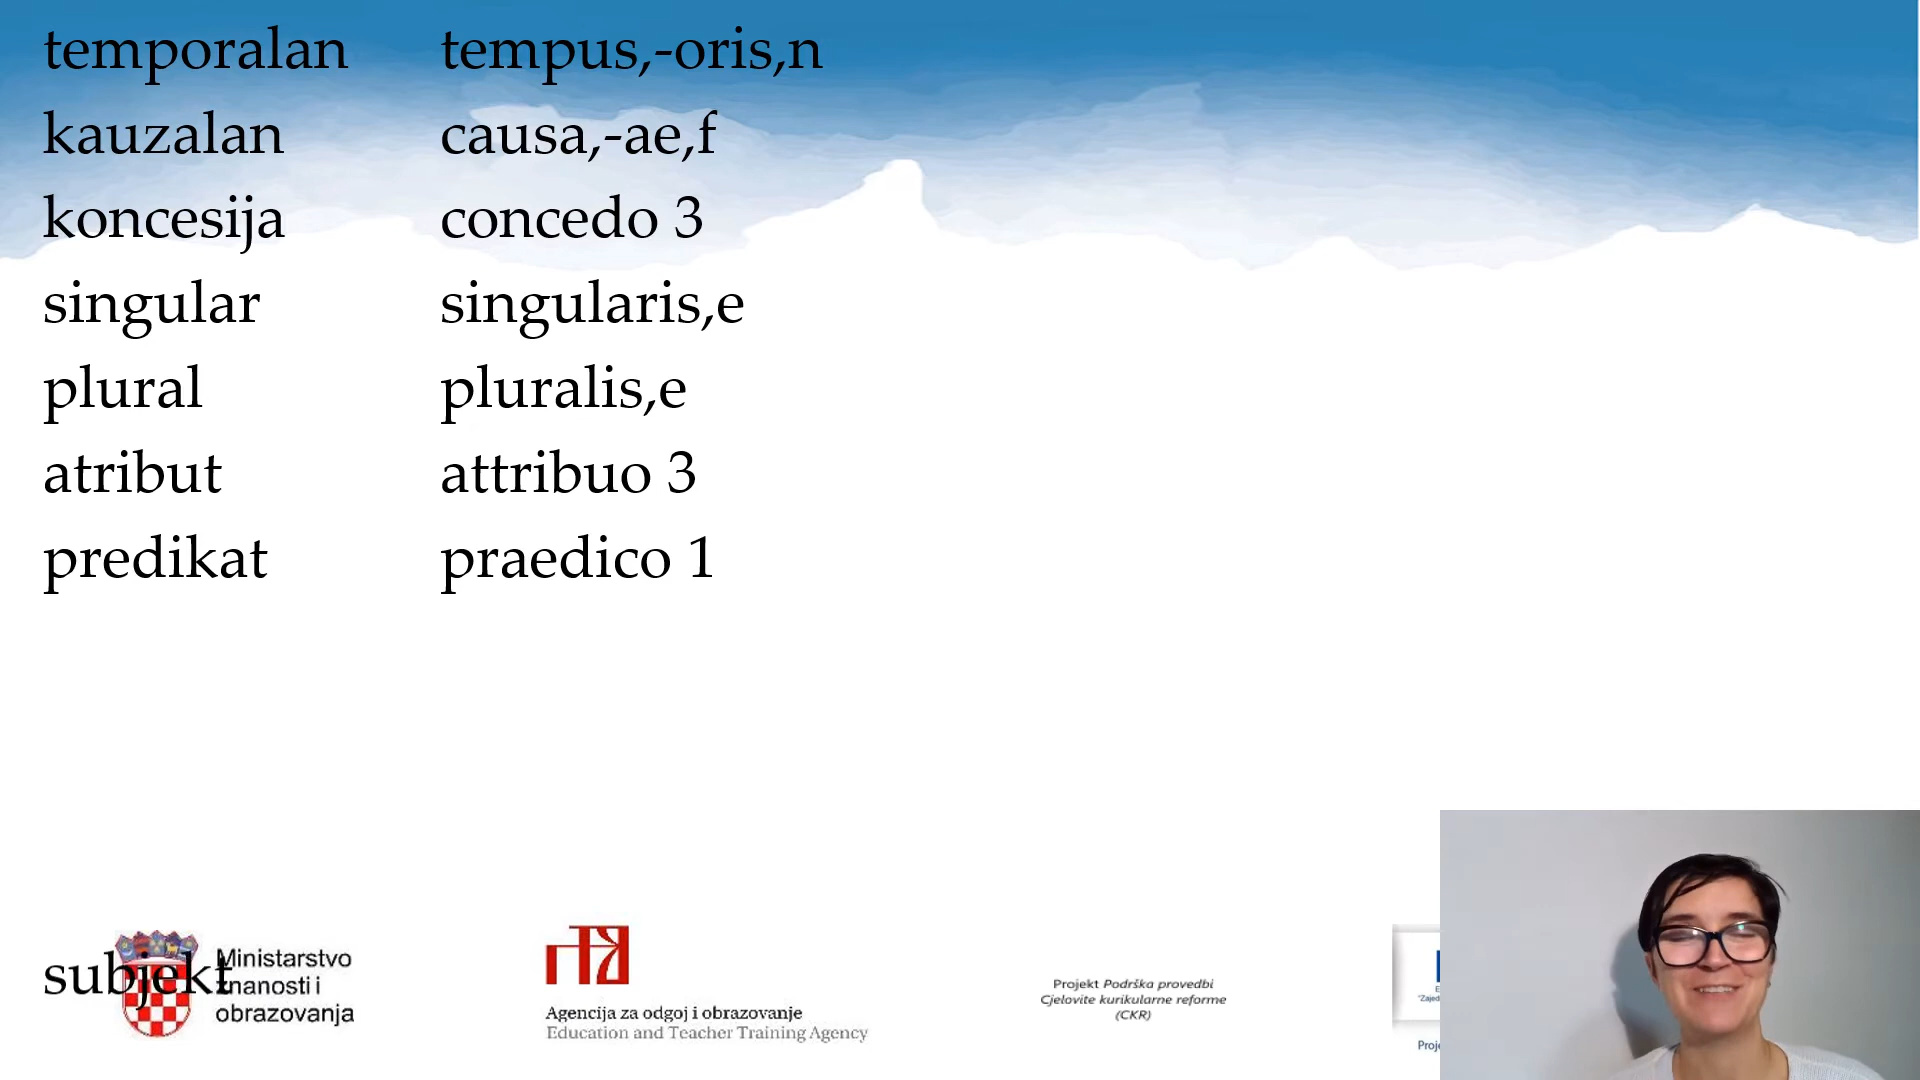 temporalan tempus,-oris,n
kauzalan causa,-ae,f
koncesija concedo 3
singular singularis,e
plural pluralis,e
atribut attribuo 3
predikat praedico 1
subjekt
Ministarstvo
znanosti i
obrazovanja
Agencija za odgoj i obrazovanje
Education and Teacher Training Agency
Projekt Podrška provedbi
Cjelovite kurikularne reforme
(CKR)